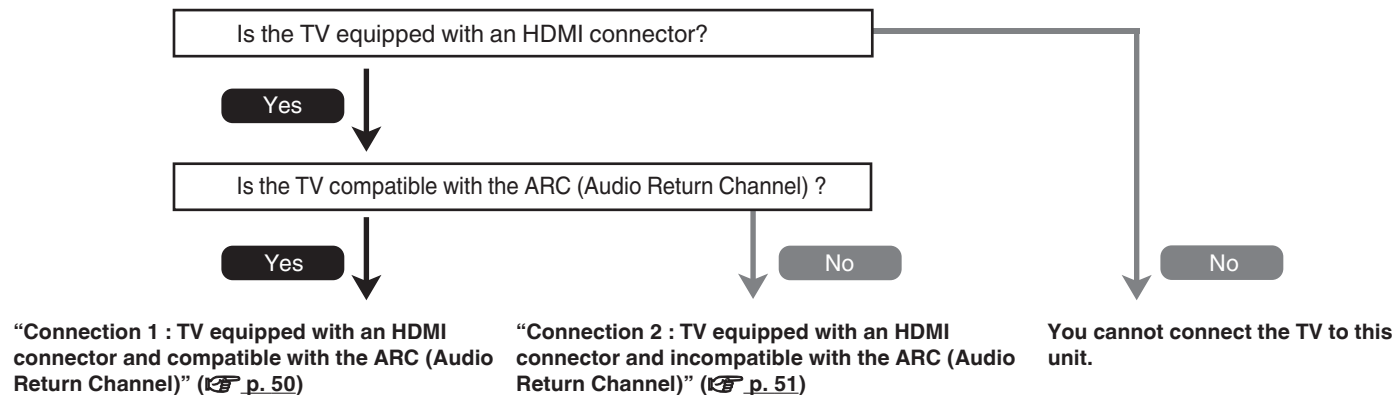 Is the TV equipped with an HDMI connector?
Yes
Is the TV compatible with the ARC (Audio Return Channel) ?
Yes
No
No
“Connection 1 : TV equipped with an HDMI
connector and compatible with the ARC (Audio
Return Channel)” (☞ p. 50)
“Connection 2 : TV equipped with an HDMI
connector and incompatible with the ARC (Audio
Return Channel)” (☞ p. 51)
You cannot connect the TV to this
unit.